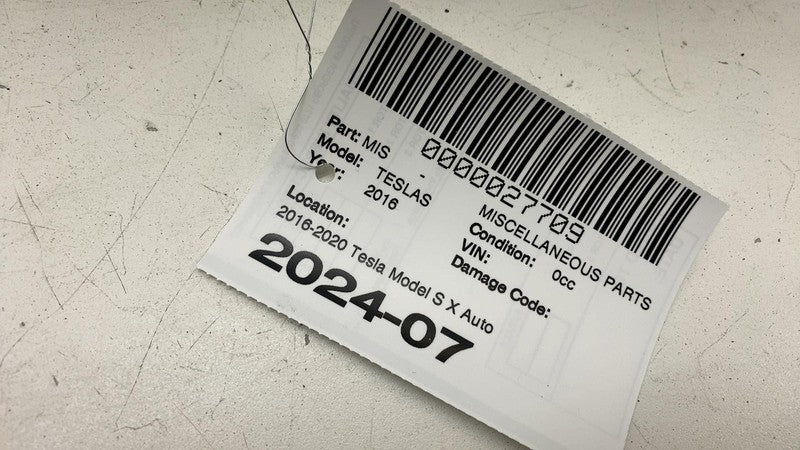 0000027709
Part: MIS - MISCELLANEOUS PARTS
Model: TESLAS Condition: 0cc
Year: 2016 VIN:
Damage Code:
Location:
2016-2020 Tesla Model S X Auto
2024-07